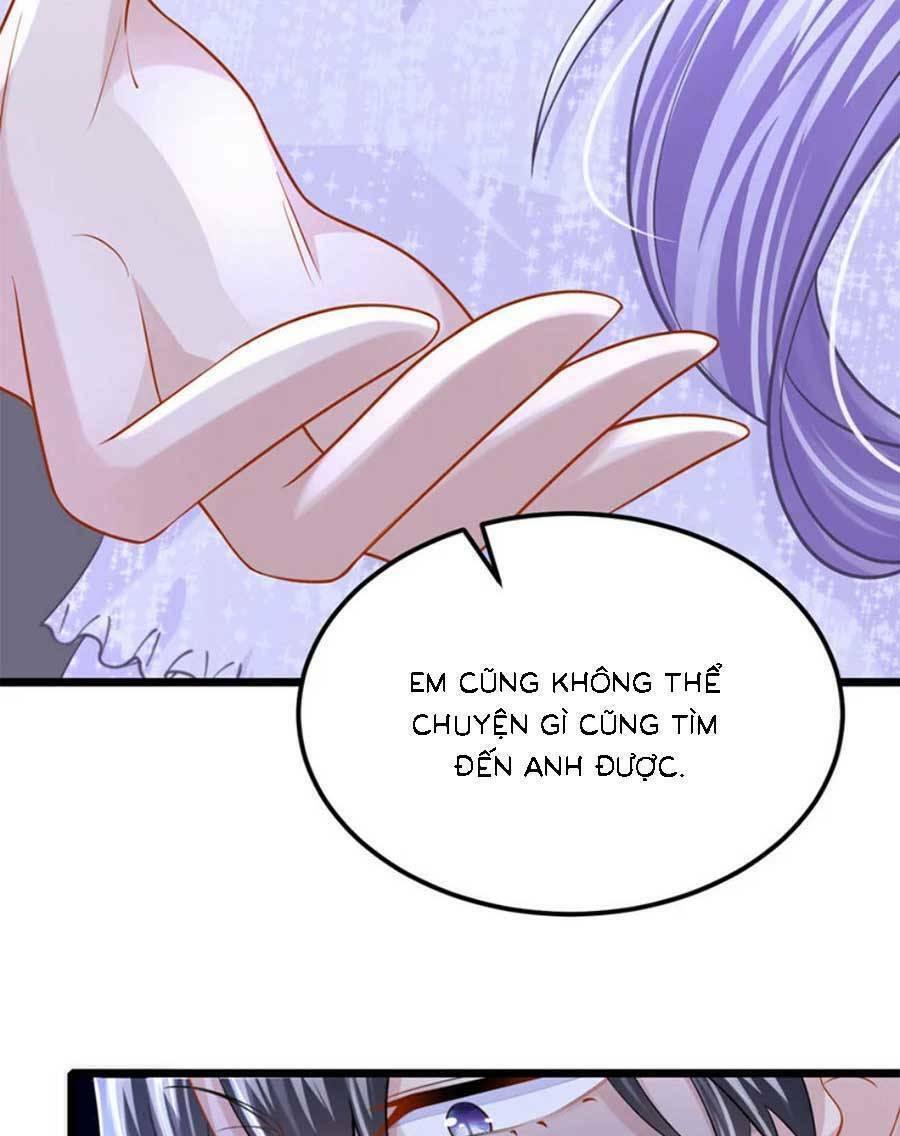 EM CŨNG KHÔNG THỂ
CHUYỆN GÌ CŨNG TÌM
ĐẾN ANH ĐƯỢC.